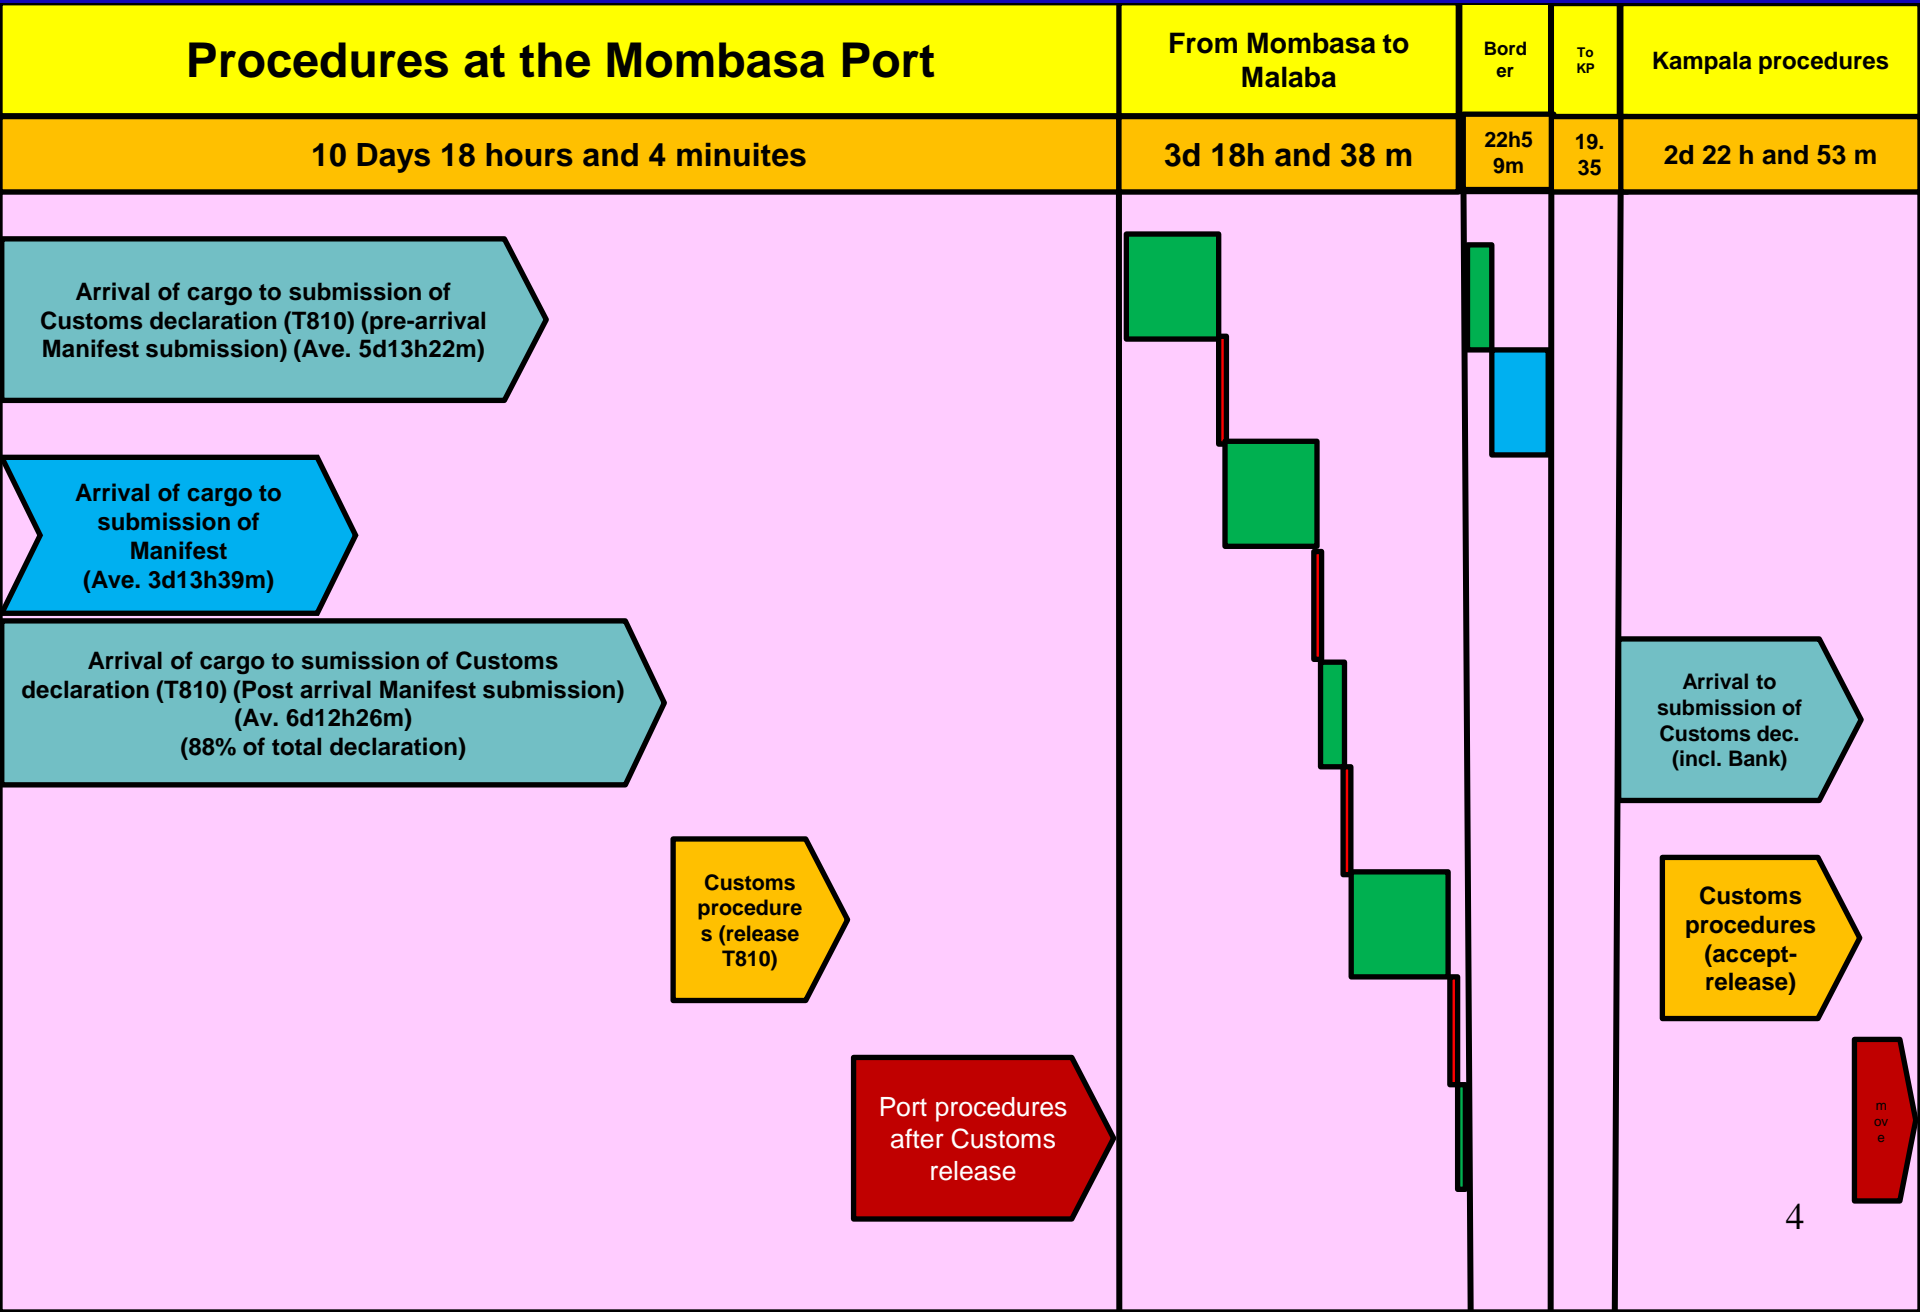 Procedures at the Mombasa Port
From Mombasa to
Malaba
Bord
er
To
KP
Kampala procedures
10 Days 18 hours and 4 minuites
3d 18h and 38 m
22h5
9m
19.
35
2d 22 h and 53 m
Arrival of cargo to submission of
Customs declaration (T810) (pre-arrival
Manifest submission) (Ave. 5d13h22m)
Arrival of cargo to
submission of
Manifest
(Ave. 3d13h39m)
Arrival of cargo to sumission of Customs
declaration (T810) (Post arrival Manifest submission)
(Av. 6d12h26m)
(88% of total declaration)
Arrival to
submission of
Customs dec.
(incl. Bank)
Customs
procedure
s (release
T810)
Customs
procedures
(accept-
release)
Port procedures
after Customs
release
m
ov
e
4